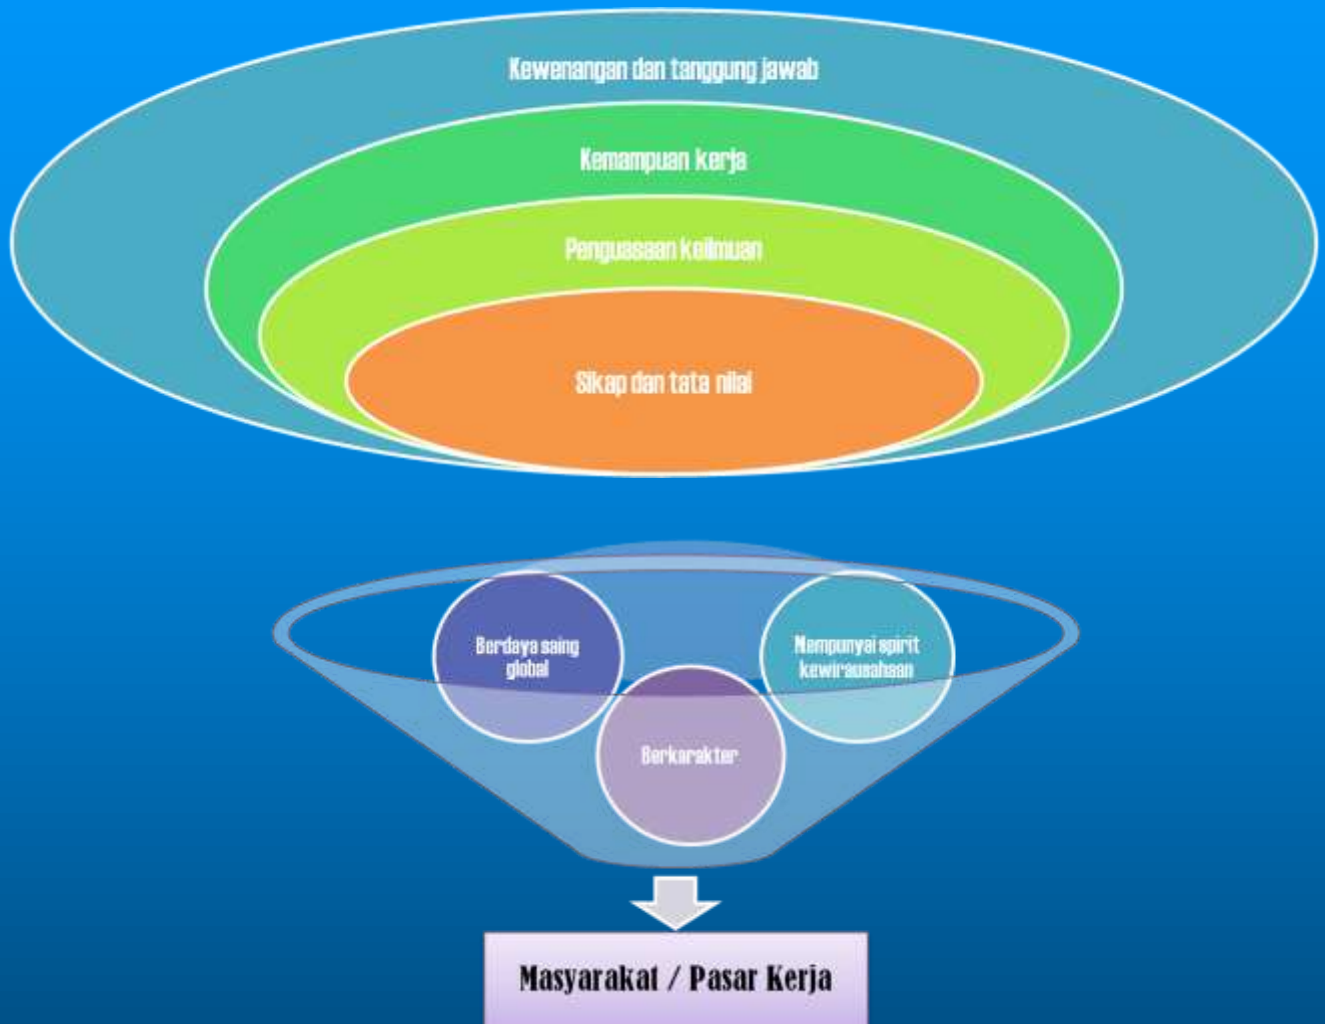 Kewenangan dan tanggung jawab
Kemampuan kerja
Penguasaan keilmuan
Sikap dan tata nilai
Berdaya saing
global
Mempunyai spirit
kewirausahaan
Berkarakter
Masyarakat / Pasar Kerja